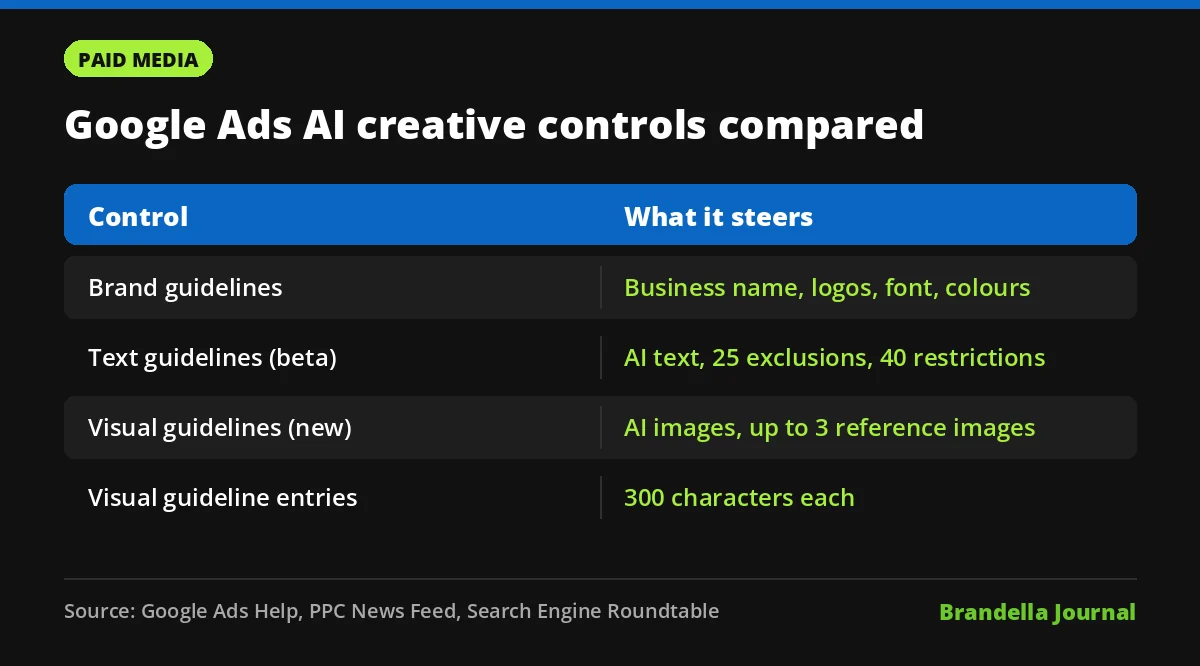 PAID MEDIA
Google Ads AI creative controls compared
Control What it steers
Brand guidelines Business name, logos, font, colours
Text guidelines (beta) AI text, 25 exclusions, 40 restrictions
Visual guidelines (new) AI images, up to 3 reference images
Visual guideline entries 300 characters each
Source: Google Ads Help, PPC News Feed, Search Engine Roundtable Brandella Journal